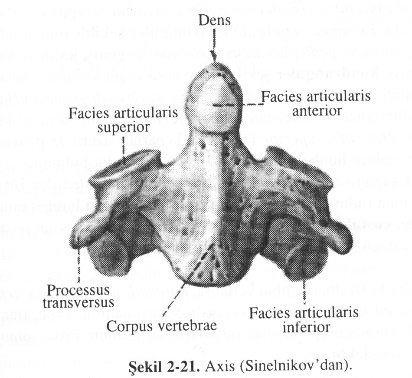 Dens
Facies articularis
anterior
Facies articularis
superior
Processus
transversus
Corpus vertebrae
Facies articularis
inferior
Şekil 2-21. Axis (Sinelnikov'dan).